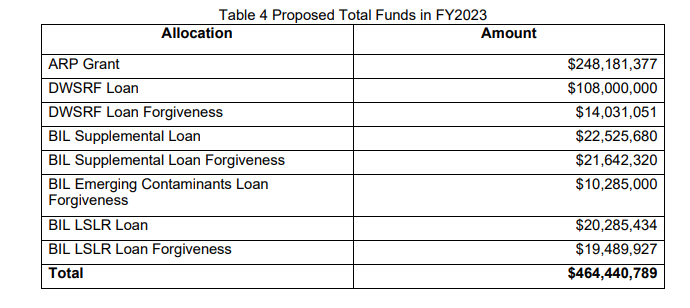 Table 4 Proposed Total Funds in FY2023
Allocation Amount
ARP Grant $248,181,377
DWSRF Loan $108,000,000
DWSRF Loan Forgiveness $14,031,051
BIL Supplemental Loan $22,525,680
BIL Supplemental Loan Forgiveness $21,642,320
BIL Emerging Contaminants Loan $10,285,000
Forgiveness
BIL LSLR Loan $20,285,434
BIL LSLR Loan Forgiveness $19,489,927
Total $464,440,789